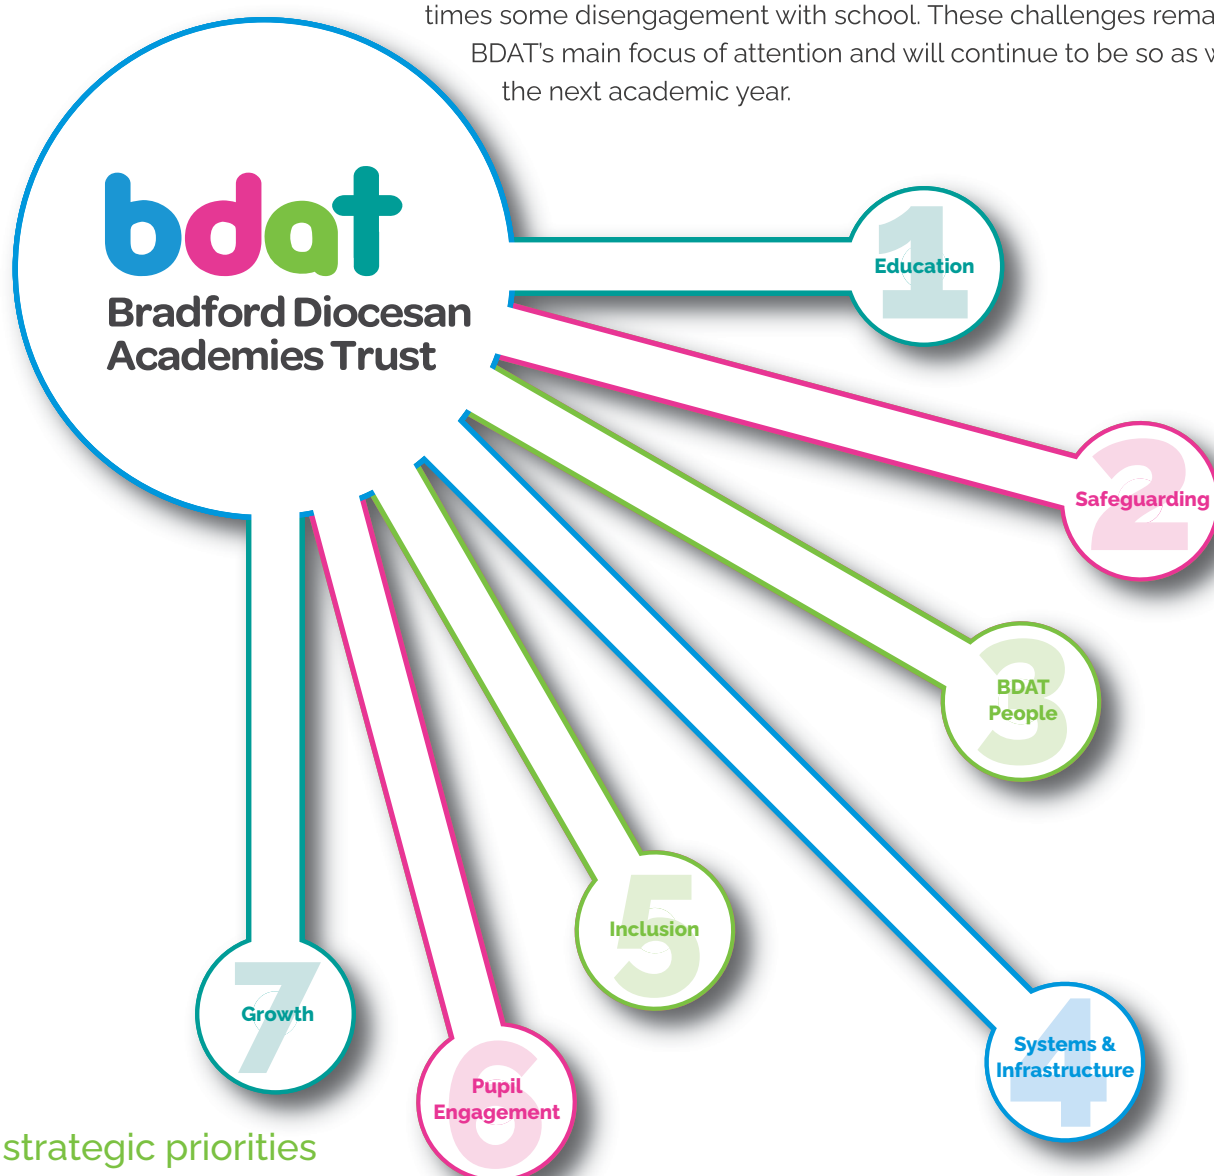 times some disengagement with school. These challenges
BDAT's main focus of attention and will continue to be so as
the next academic year.
bdat
Bradford Diocesan
Academies Trust
1
Education
2
Safeguarding
3
BDAT
People
4
Systems &
Infrastructure
5
Inclusion
6
Pupil
Engagement
7
Growth
strategic priorities